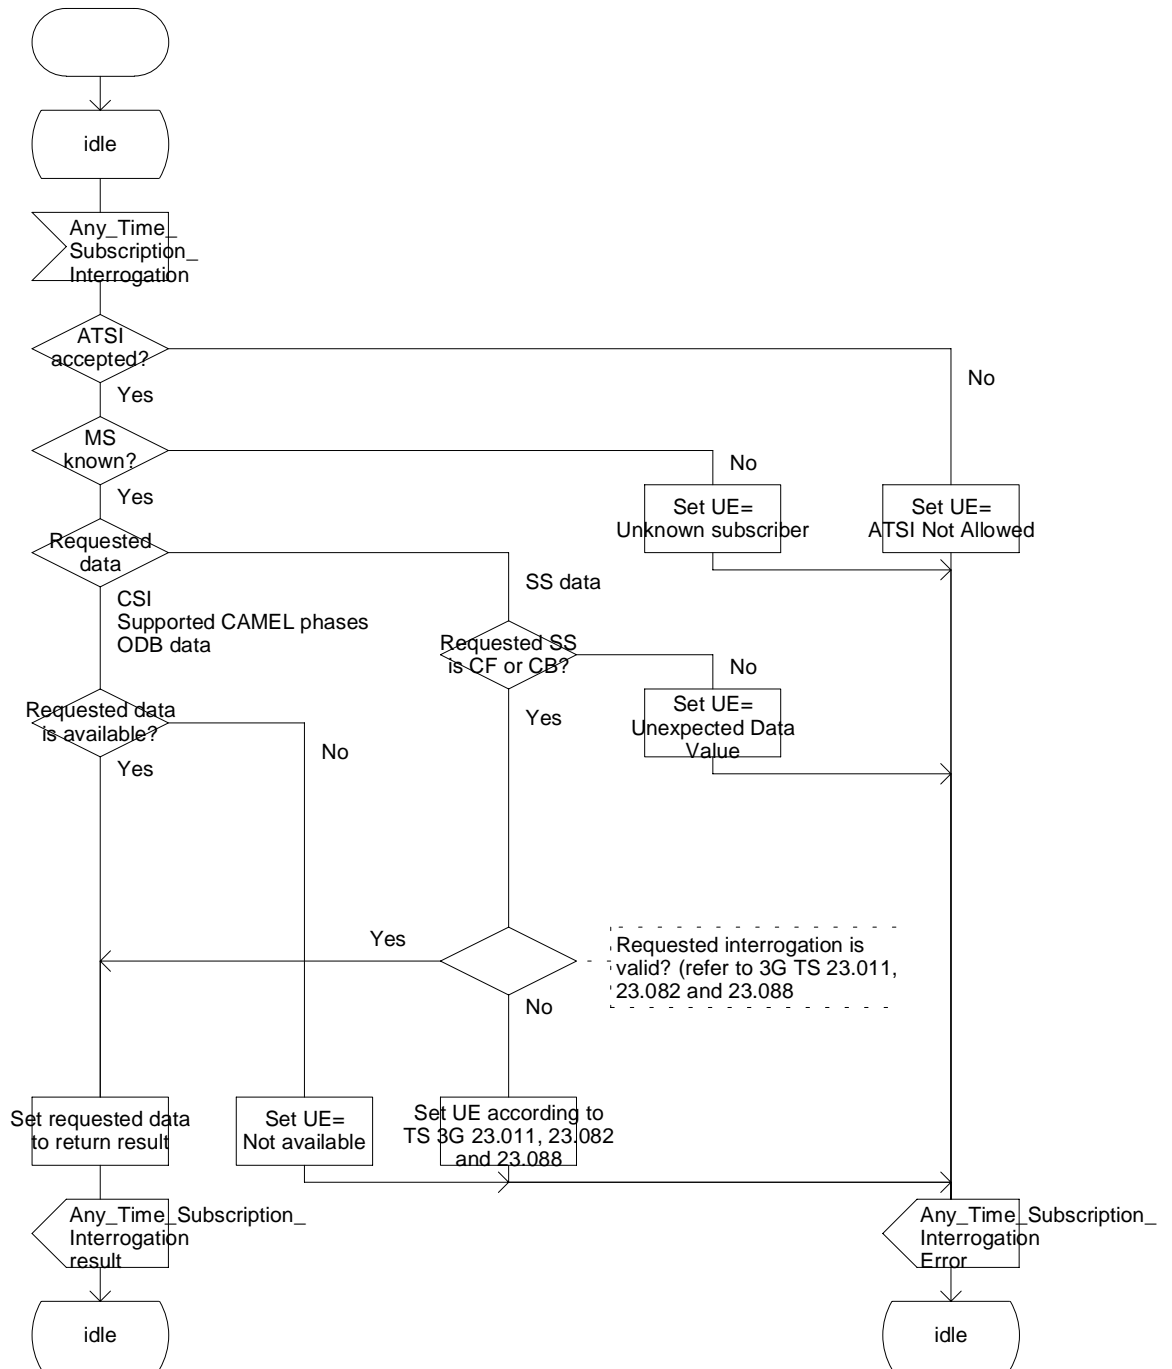 idle
Any_Time_
Subscription_
Interrogation
ATSI
accepted?
No
Yes
MS
known?
No
Yes
Set UE=
Unknown subscriber
Set UE=
ATSI Not Allowed
Requested
data
SS data
CSI
Supported CAMEL phases
ODB data
Requested SS
is CF or CB?
No
Yes
Set UE=
Unexpected Data
Value
Requested data
is available?
No
Yes
Yes
Requested interrogation is
valid? (refer to 3G TS 23.011,
23.082 and 23.088
No
Set requested data
to return result
Set UE=
Not available
Set UE according to
TS 3G 23.011, 23.082
and 23.088
Any_Time_Subscription_
Interrogation
result
Any_Time_Subscription_
Interrogation
Error
idle
idle